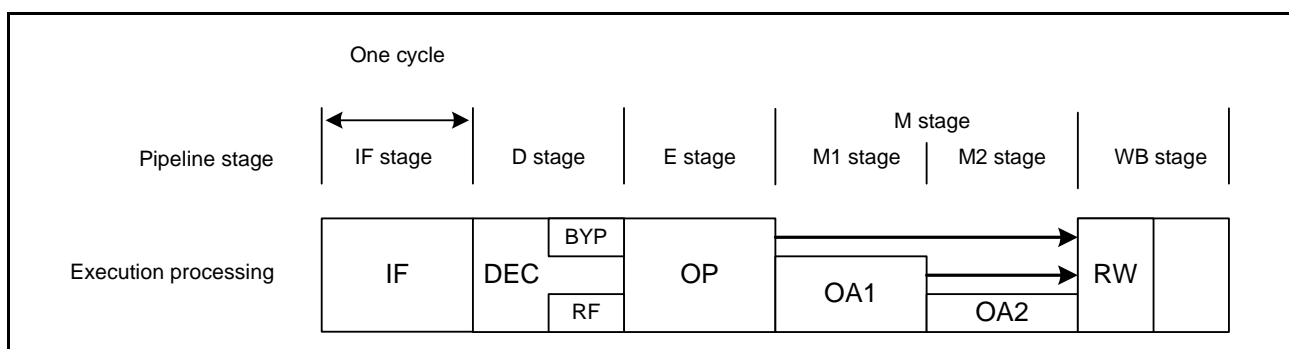 One cycle
M stage
Pipeline stage IF stage D stage E stage M1 stage M2 stage WB stage
BYP
Execution processing IF DEC OP OA1 RW
RF OA2